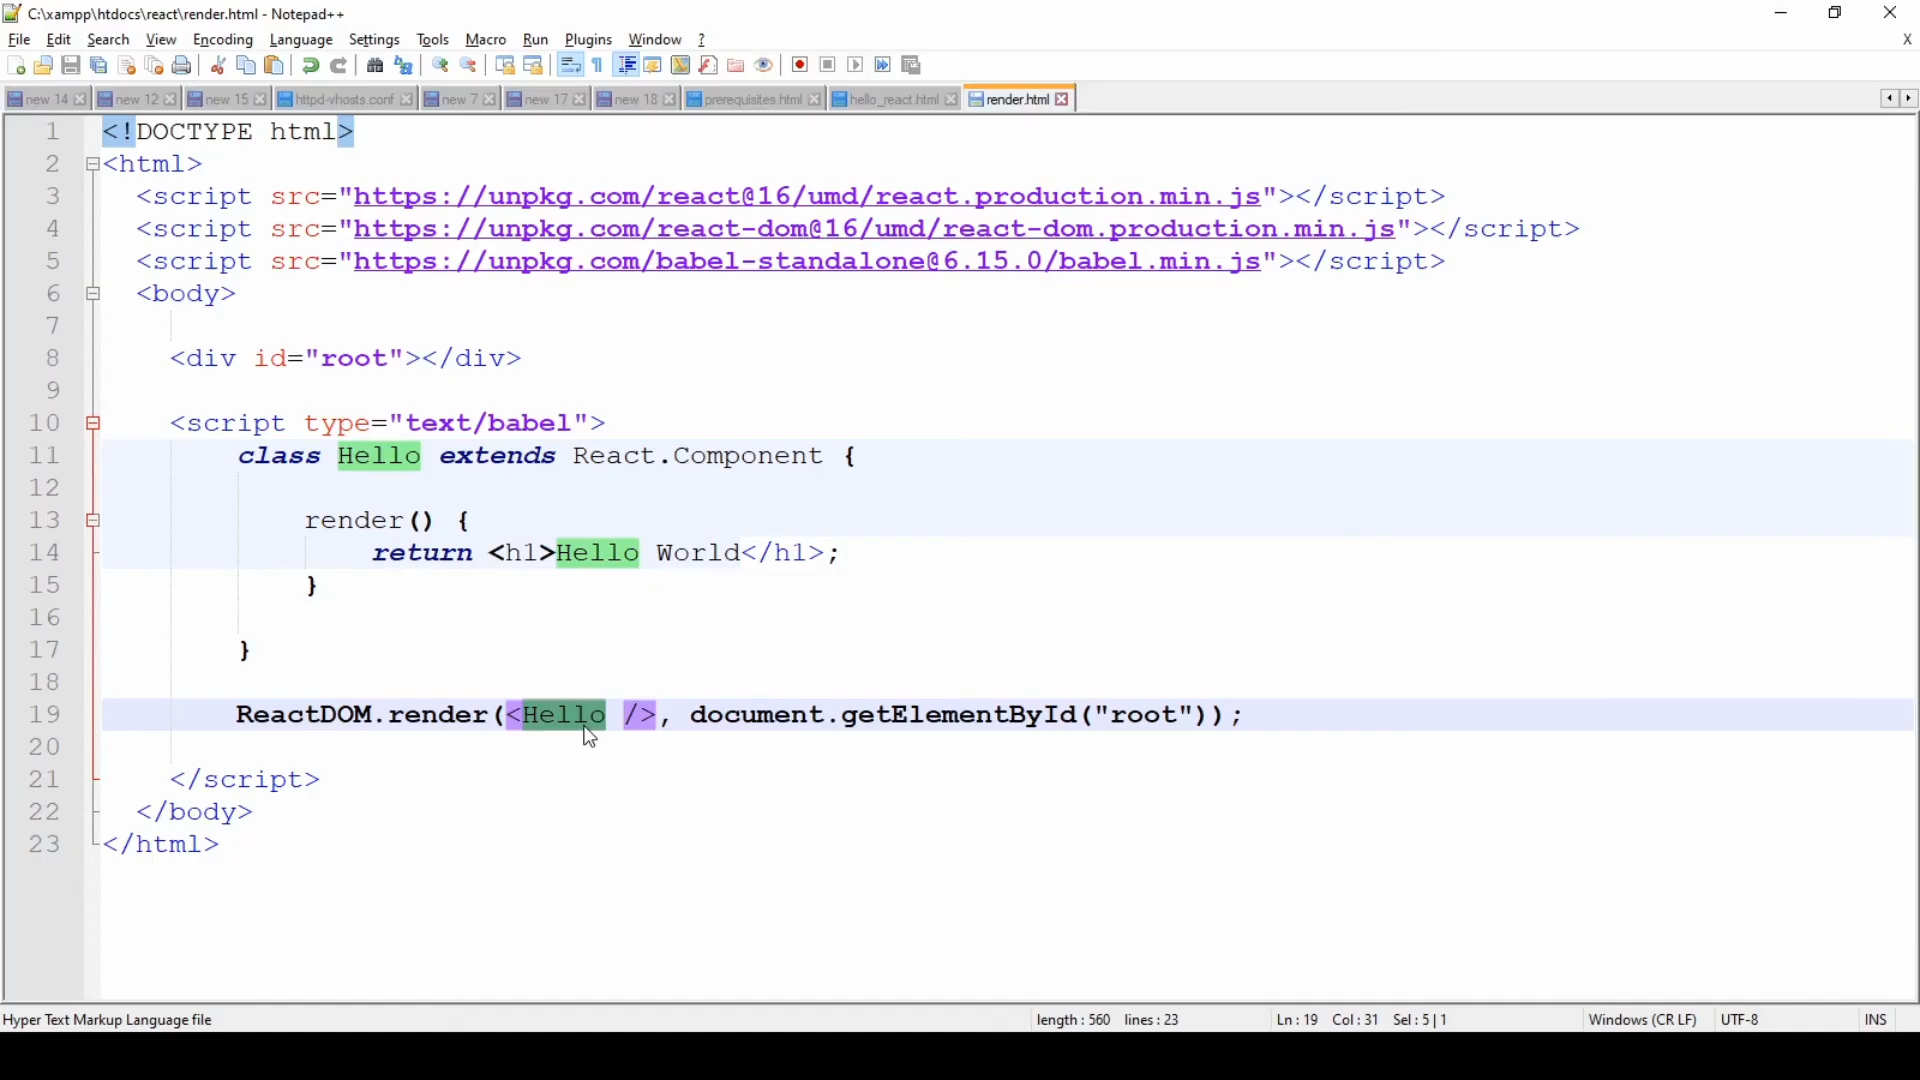 C:\xampp\htdocs\react\render.html - Notepad++
File Edit Search View Encoding Language Settings Tools Macro Run Plugins Window ? X
new 14 new 12 new 15 httpd-vhosts.conf new 7 new 17 new 18 prerequisites.html hello_react.html render.html
1 <!DOCTYPE html>
2 <html>
3 <script src="https://unpkg.com/react@16/umd/react.production.min.js"></script>
4 <script src="https://unpkg.com/react-dom@16/umd/react-dom.production.min.js"></script>
5 <script src="https://unpkg.com/babel-standalone@6.15.0/babel.min.js"></script>
6 <body>
7
8 <div id="root"></div>
9
10 <script type="text/babel">
11 class Hello extends React.Component {
12
13 render() {
14 return <h1>Hello World</h1>;
15 }
16
17 }
18
19 ReactDOM.render(<Hello />, document.getElementById("root"));
20
21 </script>
22 </body>
23 </html>
Hyper Text Markup Language file length : 560 lines : 23 Ln : 19 Col : 31 Sel : 5 | 1 Windows (CR LF) UTF-8 INS